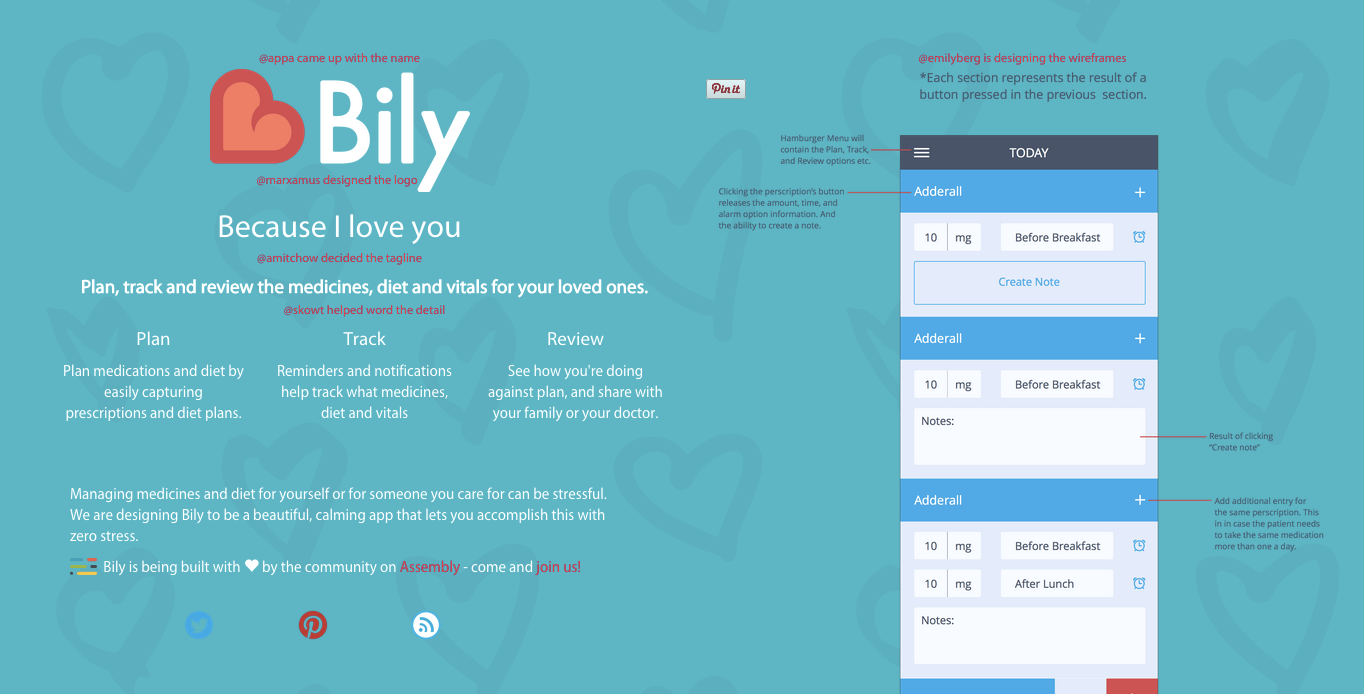 @appa came up with the name
Bily
@marxamus designed the logo
Because I love you
@amitchow decided the tagline
Plan, track and review the medicines, diet and vitals for your loved ones.
@skowt helped word the detail
Plan
Plan medications and diet by
easily capturing
prescriptions and diet plans.
Track
Reminders and notifications
help track what medicines,
diet and vitals
Review
See how you're doing
against plan, and share with
your family or your doctor.
Managing medicines and diet for yourself or for someone you care for can be stressful.
We are designing Bily to be a beautiful, calming app that lets you accomplish this with
zero stress.
Bily is being built with ♥ by the community on Assembly - come and join us!
Pin it
@emilyberg is designing the wireframes
*Each section represents the result of a
button pressed in the previous section.
Hamburger Menu will
contain the Plan, Track,
and Review options etc.
Clicking the perscription's button
releases the amount, time, and
alarm option information. And
the ability to create a note.
TODAY
Adderall +
10 mg Before Breakfast
Create Note
Adderall +
10 mg Before Breakfast
Notes:
Result of clicking
"Create note"
Adderall +
Add additional entry for
the same perscription. This
in in case the patient needs
to take the same medication
more than one a day.
10 mg Before Breakfast
10 mg After Lunch
Notes: